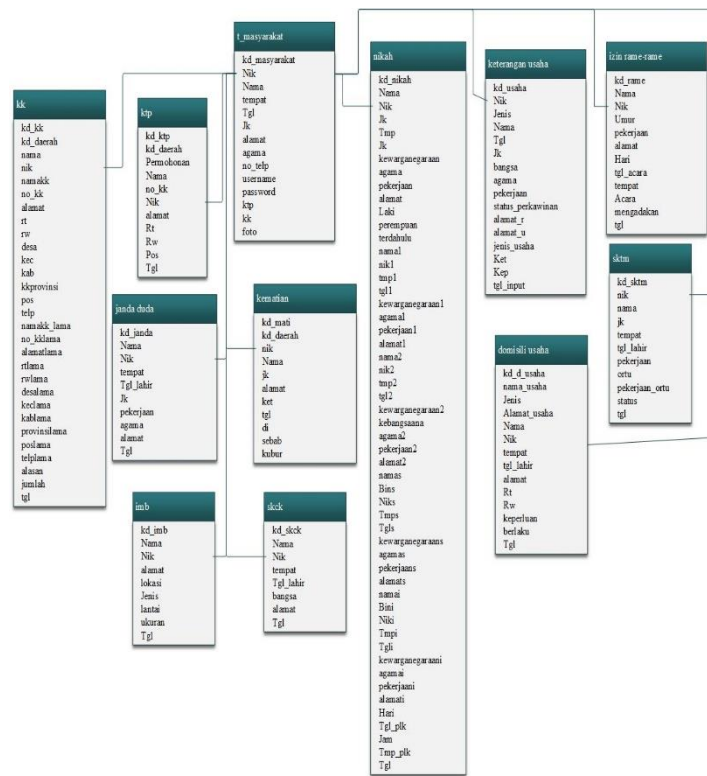 t_masyarakat
kd_masyarakat
Nik
Nama
tempat
Tgl
Jk
alamat
agama
no_telp
username
password
ktp
kk
foto
kk
kd_kk
kd_daerah
nama
nik
namakk
no_kk
alamat
rt
rw
desa
kec
kab
kkprovinsi
pos
telp
namakk_lama
no_kklama
alamatlama
rtlama
rwlama
desalama
keclama
kablama
provinsilama
poslama
telplama
alasan
jumlah
tgl
ktp
kd_ktp
kd_daerah
Permohonan
Nama
no_kk
Nik
alamat
Rt
Rw
Pos
Tgl
janda duda
kd_janda
Nama
Nik
tempat
Tgl_lahir
Jk
pekerjaan
agama
alamat
Tgl
kematian
kd_mati
kd_daerah
nik
Nama
jk
alamat
ket
tgl
di
sebab
kubur
imb
kd_imb
Nama
Nik
alamat
lokasi
Jenis
lantai
ukuran
Tgl
skck
kd_skck
Nama
Nik
tempat
Tgl_lahir
bangsa
alamat
Tgl
nikah
kd_nikah
Nama
Nik
Jk
Tmp
Jk
kewarganegaraan
agama
pekerjaan
alamat
Laki
perempuan
terdahulu
nama1
nik1
tmp1
tgl1
kewarganegaraan1
agama1
pekerjaan1
alamat1
nama2
nik2
tmp2
tgl2
kewarganegaraan2
kebangsaana
agama2
pekerjaan2
alamat2
namas
Bins
Niks
Tmps
Tgls
kewarganegaraans
agamas
pekerjaans
alamats
namai
Bini
Niki
Tmpi
Tgli
kewarganegaraani
agamai
pekerjaani
alamati
Hari
Tgl_plk
Jam
Tmp_plk
Tgl
keterangan usaha
kd_usaha
Nik
Jenis
Nama
Tgl
Jk
bangsa
agama
pekerjaan
status_perkawinan
alamat_r
alamat_u
jenis_usaha
Ket
Kep
tgl_input
izin rame-rame
kd_rame
Nama
Nik
Umur
pekerjaan
alamat
Hari
tgl_acara
tempat
Acara
mengadakan
tgl
domisili usaha
kd_d_usaha
nama_usaha
Jenis
Alamat_usaha
Nama
Nik
tempat
tgl_lahir
alamat
Rt
Rw
keperluan
berlaku
Tgl
sktm
kd_sktm
nik
nama
jk
tempat
tgl_lahir
pekerjaan
ortu
pekerjaan_ortu
status
tgl